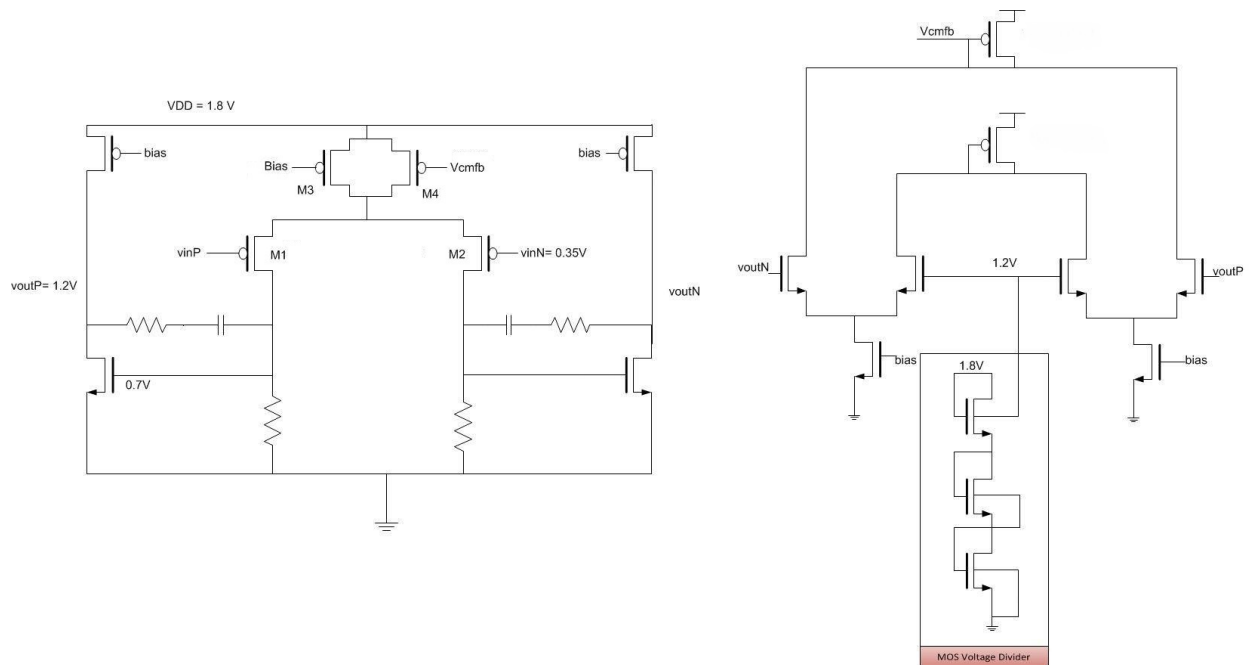 Vcmfb
VDD = 1.8 V
bias
Bias
Vcmfb
bias
M3
M4
vinP
M1
M2
vinN= 0.35V
voutP= 1.2V
voutN
0.7V
voutN
1.2V
voutP
bias
bias
1.8V
MOS Voltage Divider